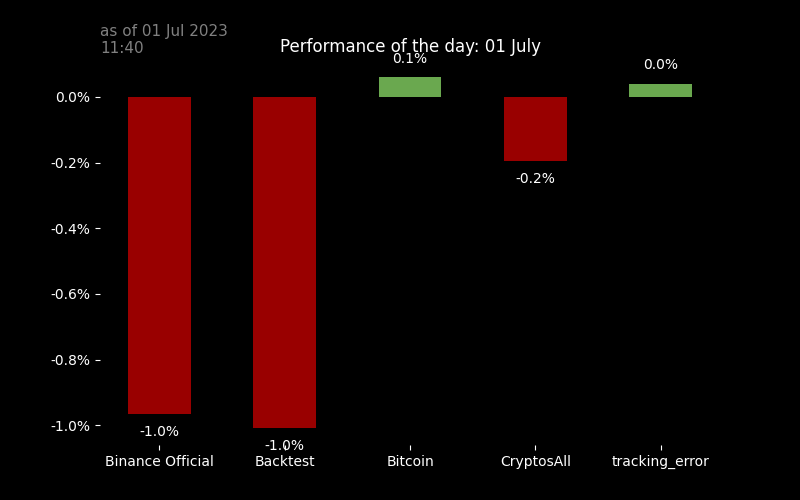 as of 01 Jul 2023
11:40
Performance of the day: 01 July
0.1%
0.0%
0.0%
-0.2%
-0.2%
-0.4%
-0.6%
-0.8%
-1.0%
-1.0%
-1.0%
Binance Official
Backtest
Bitcoin
CryptosAll
tracking_error